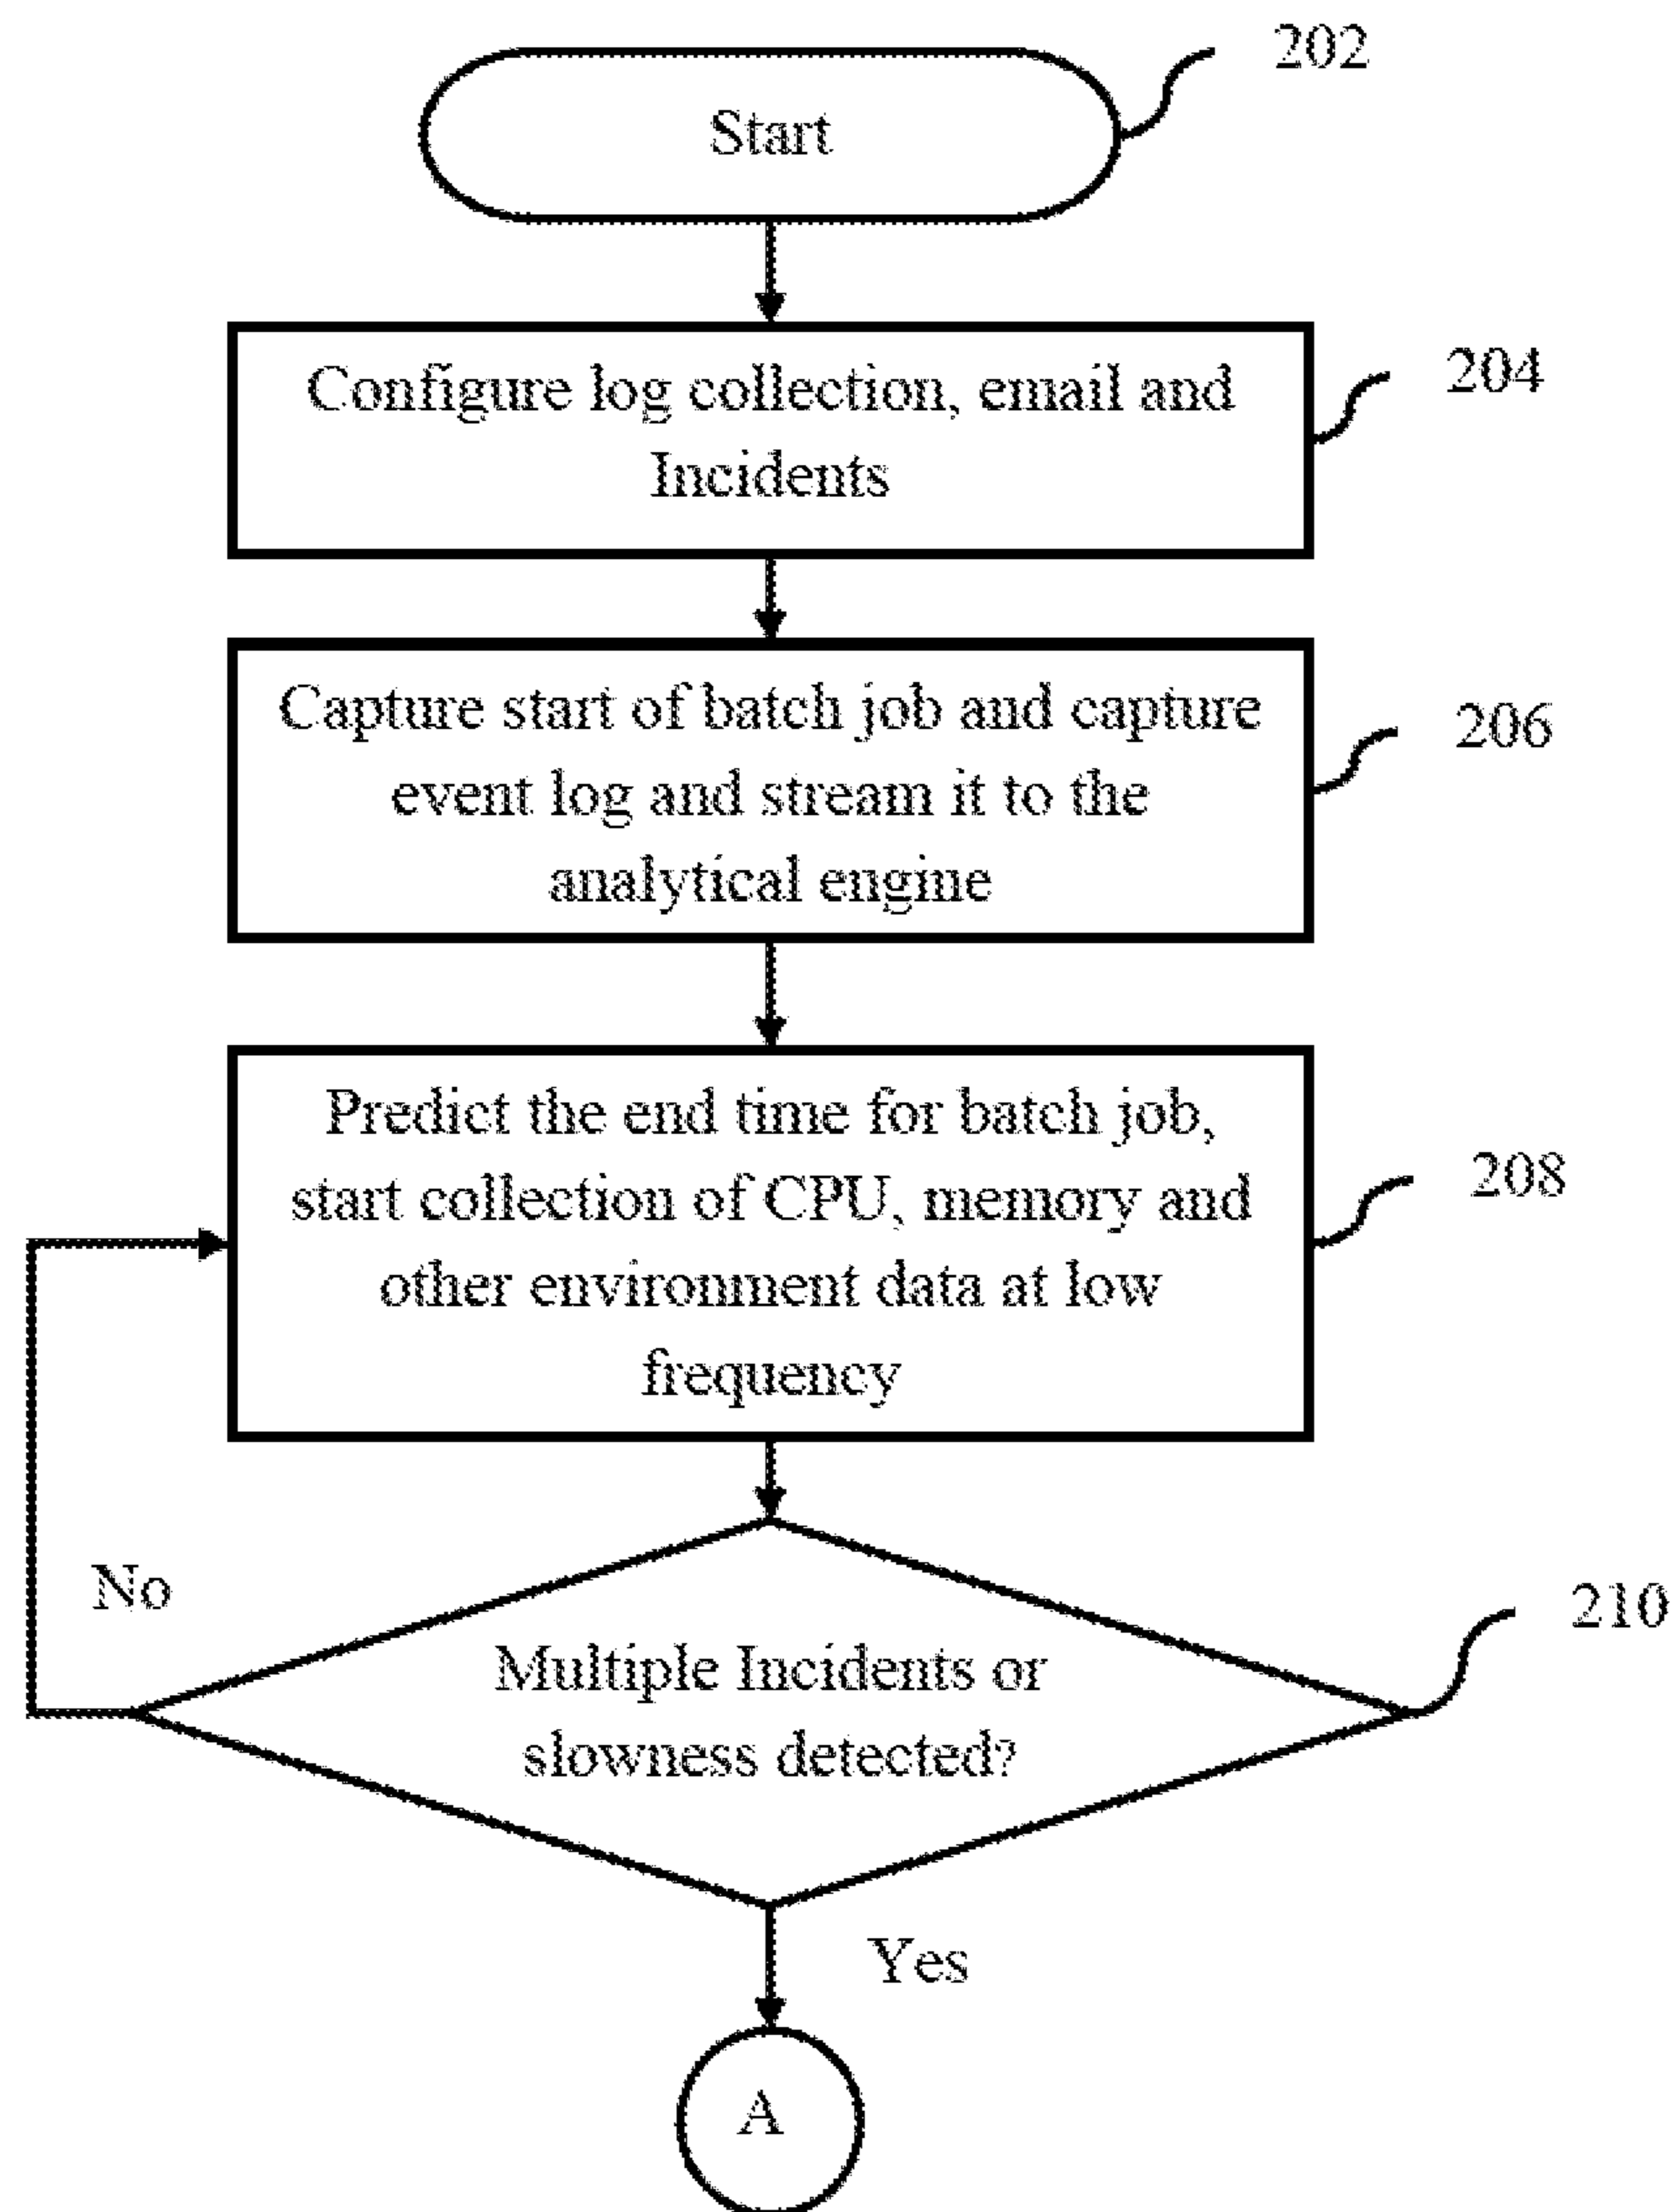 Start
202
Configure log collection, email and
Incidents
204
Capture start of batch job and capture
event log and stream it to the
analytical engine
206
Predict the end time for batch job,
start collection of CPU, memory and
other environment data at low
frequency
208
No
Multiple Incidents or
slowness detected?
210
Yes
A